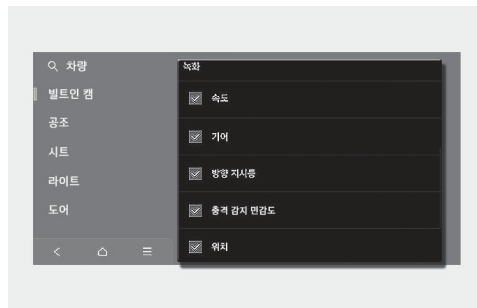 차량
빌트인 캠
공조
시트
라이트
도어
녹화
속도
기어
방향 지시등
충격 감지 민감도
위치